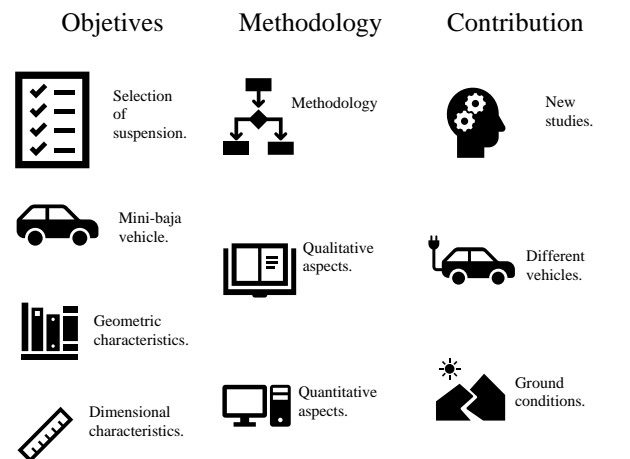 Objectives
Selection
of
suspension.
Mini-baja
vehicle.
Geometric
characteristics.
Dimensional
characteristics.
Methodology
Methodology
Qualitative
aspects.
Quantitative
aspects.
Contribution
New
studies.
Different
vehicles.
Ground
conditions.